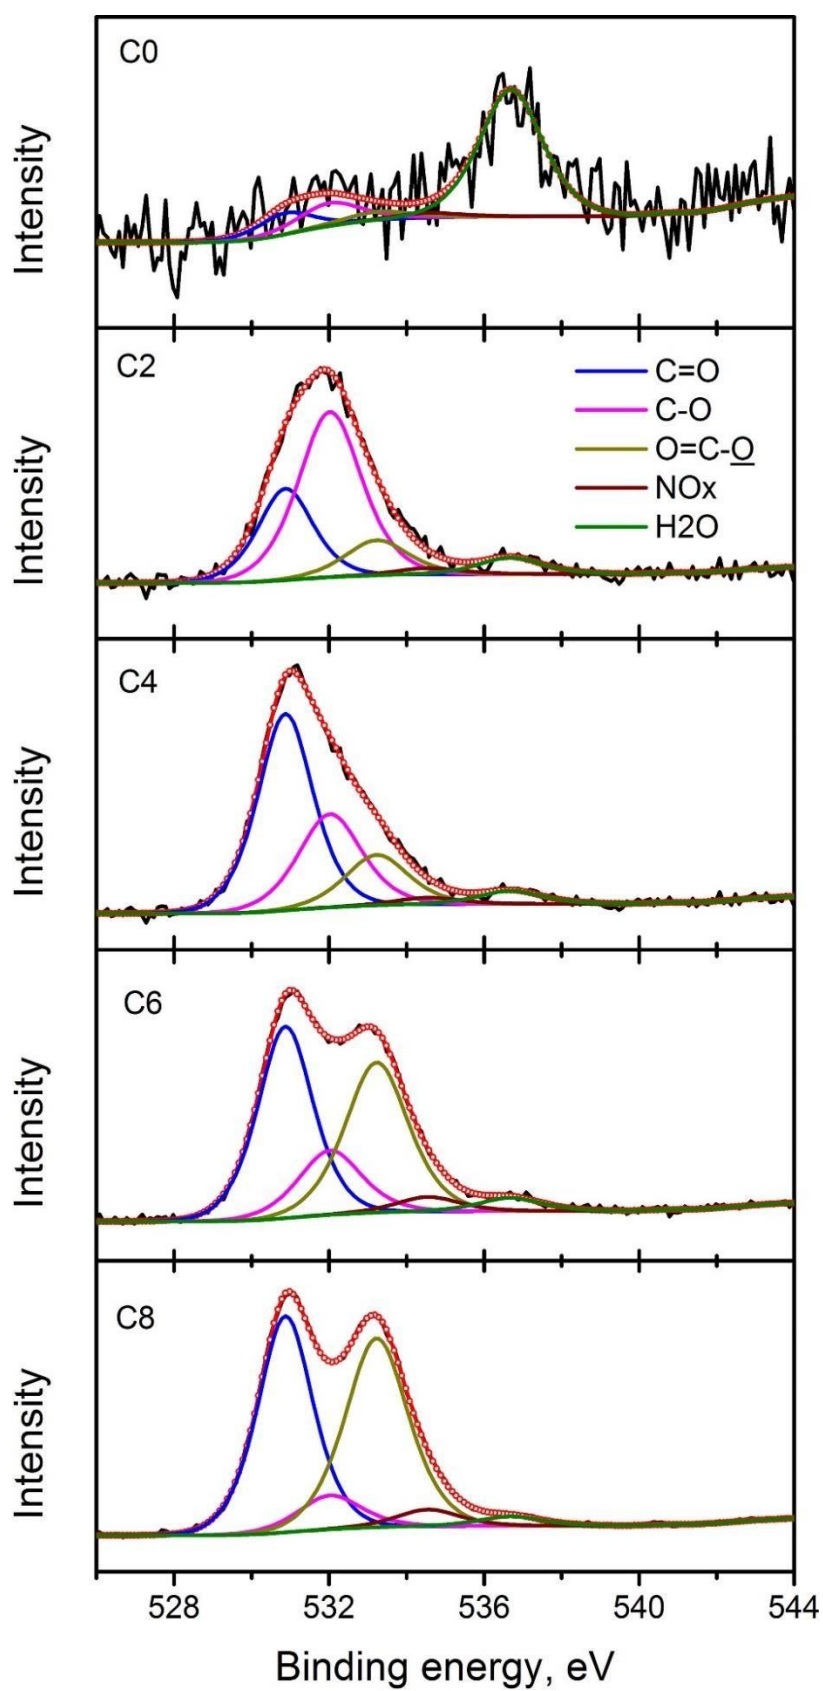 C0
Intensity
C2
C=O
C-O
O=C-O
NOx
H2O
Intensity
C4
Intensity
C6
Intensity
C8
Intensity
528 532 536 540 544
Binding energy, eV